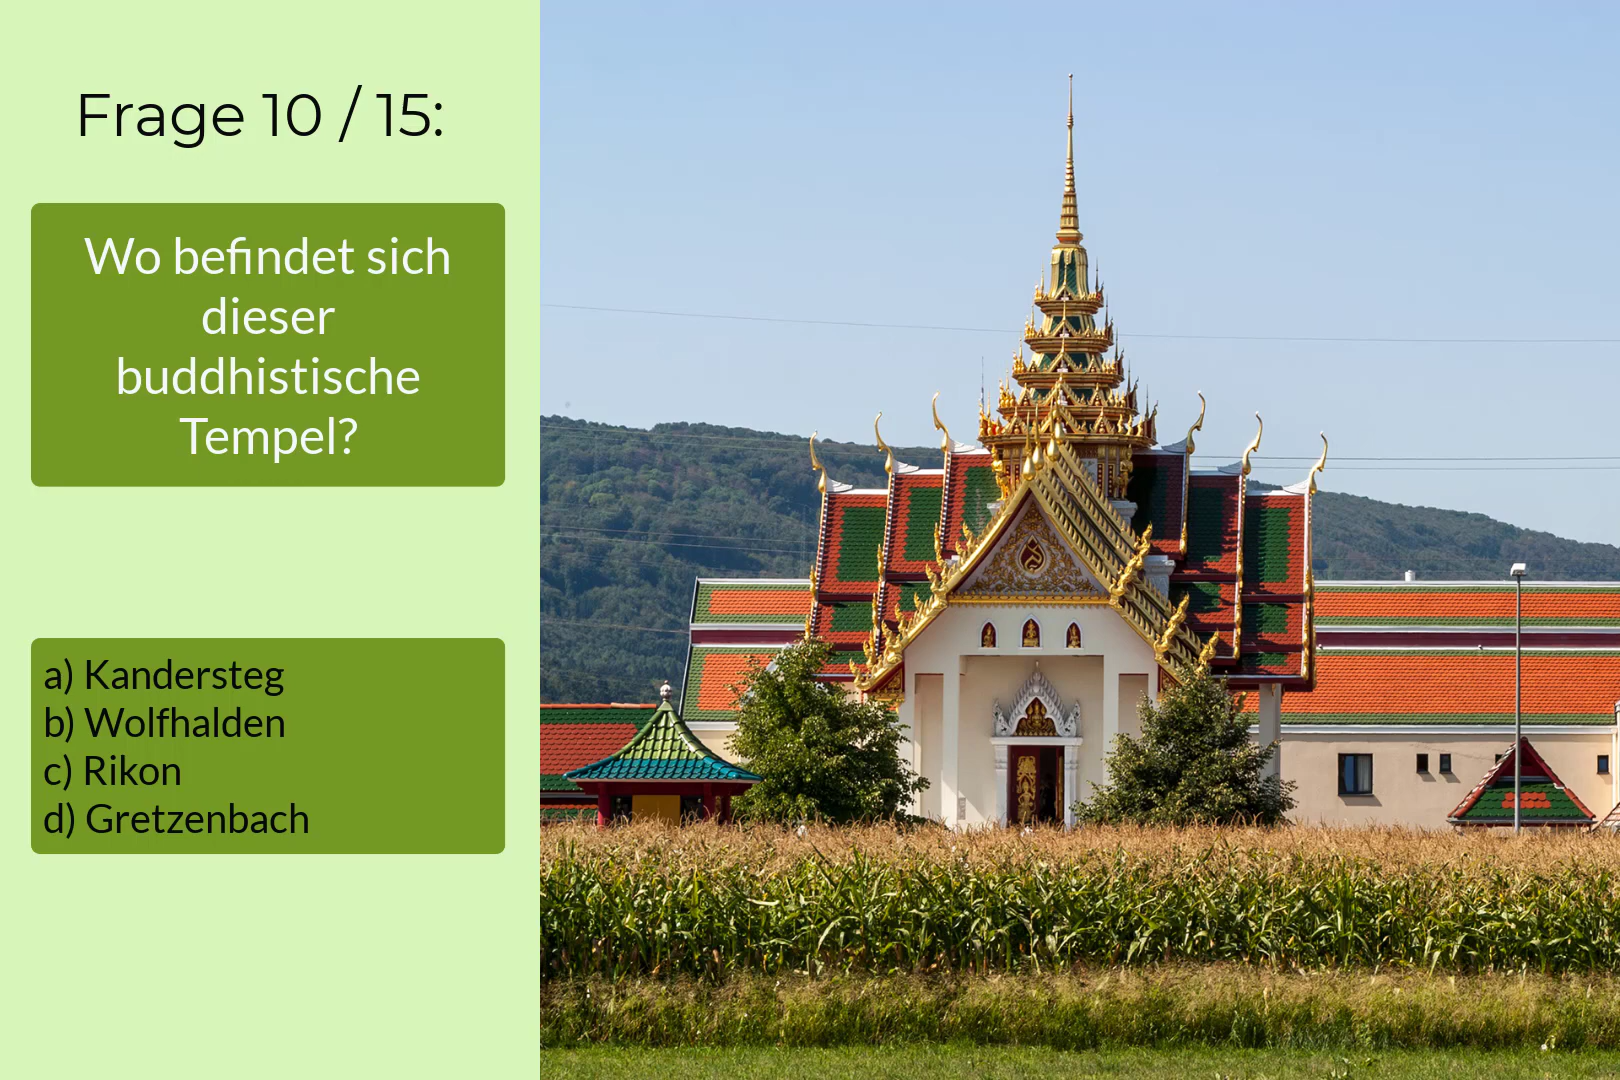 Frage 10 / 15:
Wo befindet sich
dieser
buddhistische
Tempel?
a) Kandersteg
b) Wolfhalden
c) Rikon
d) Gretzenbach